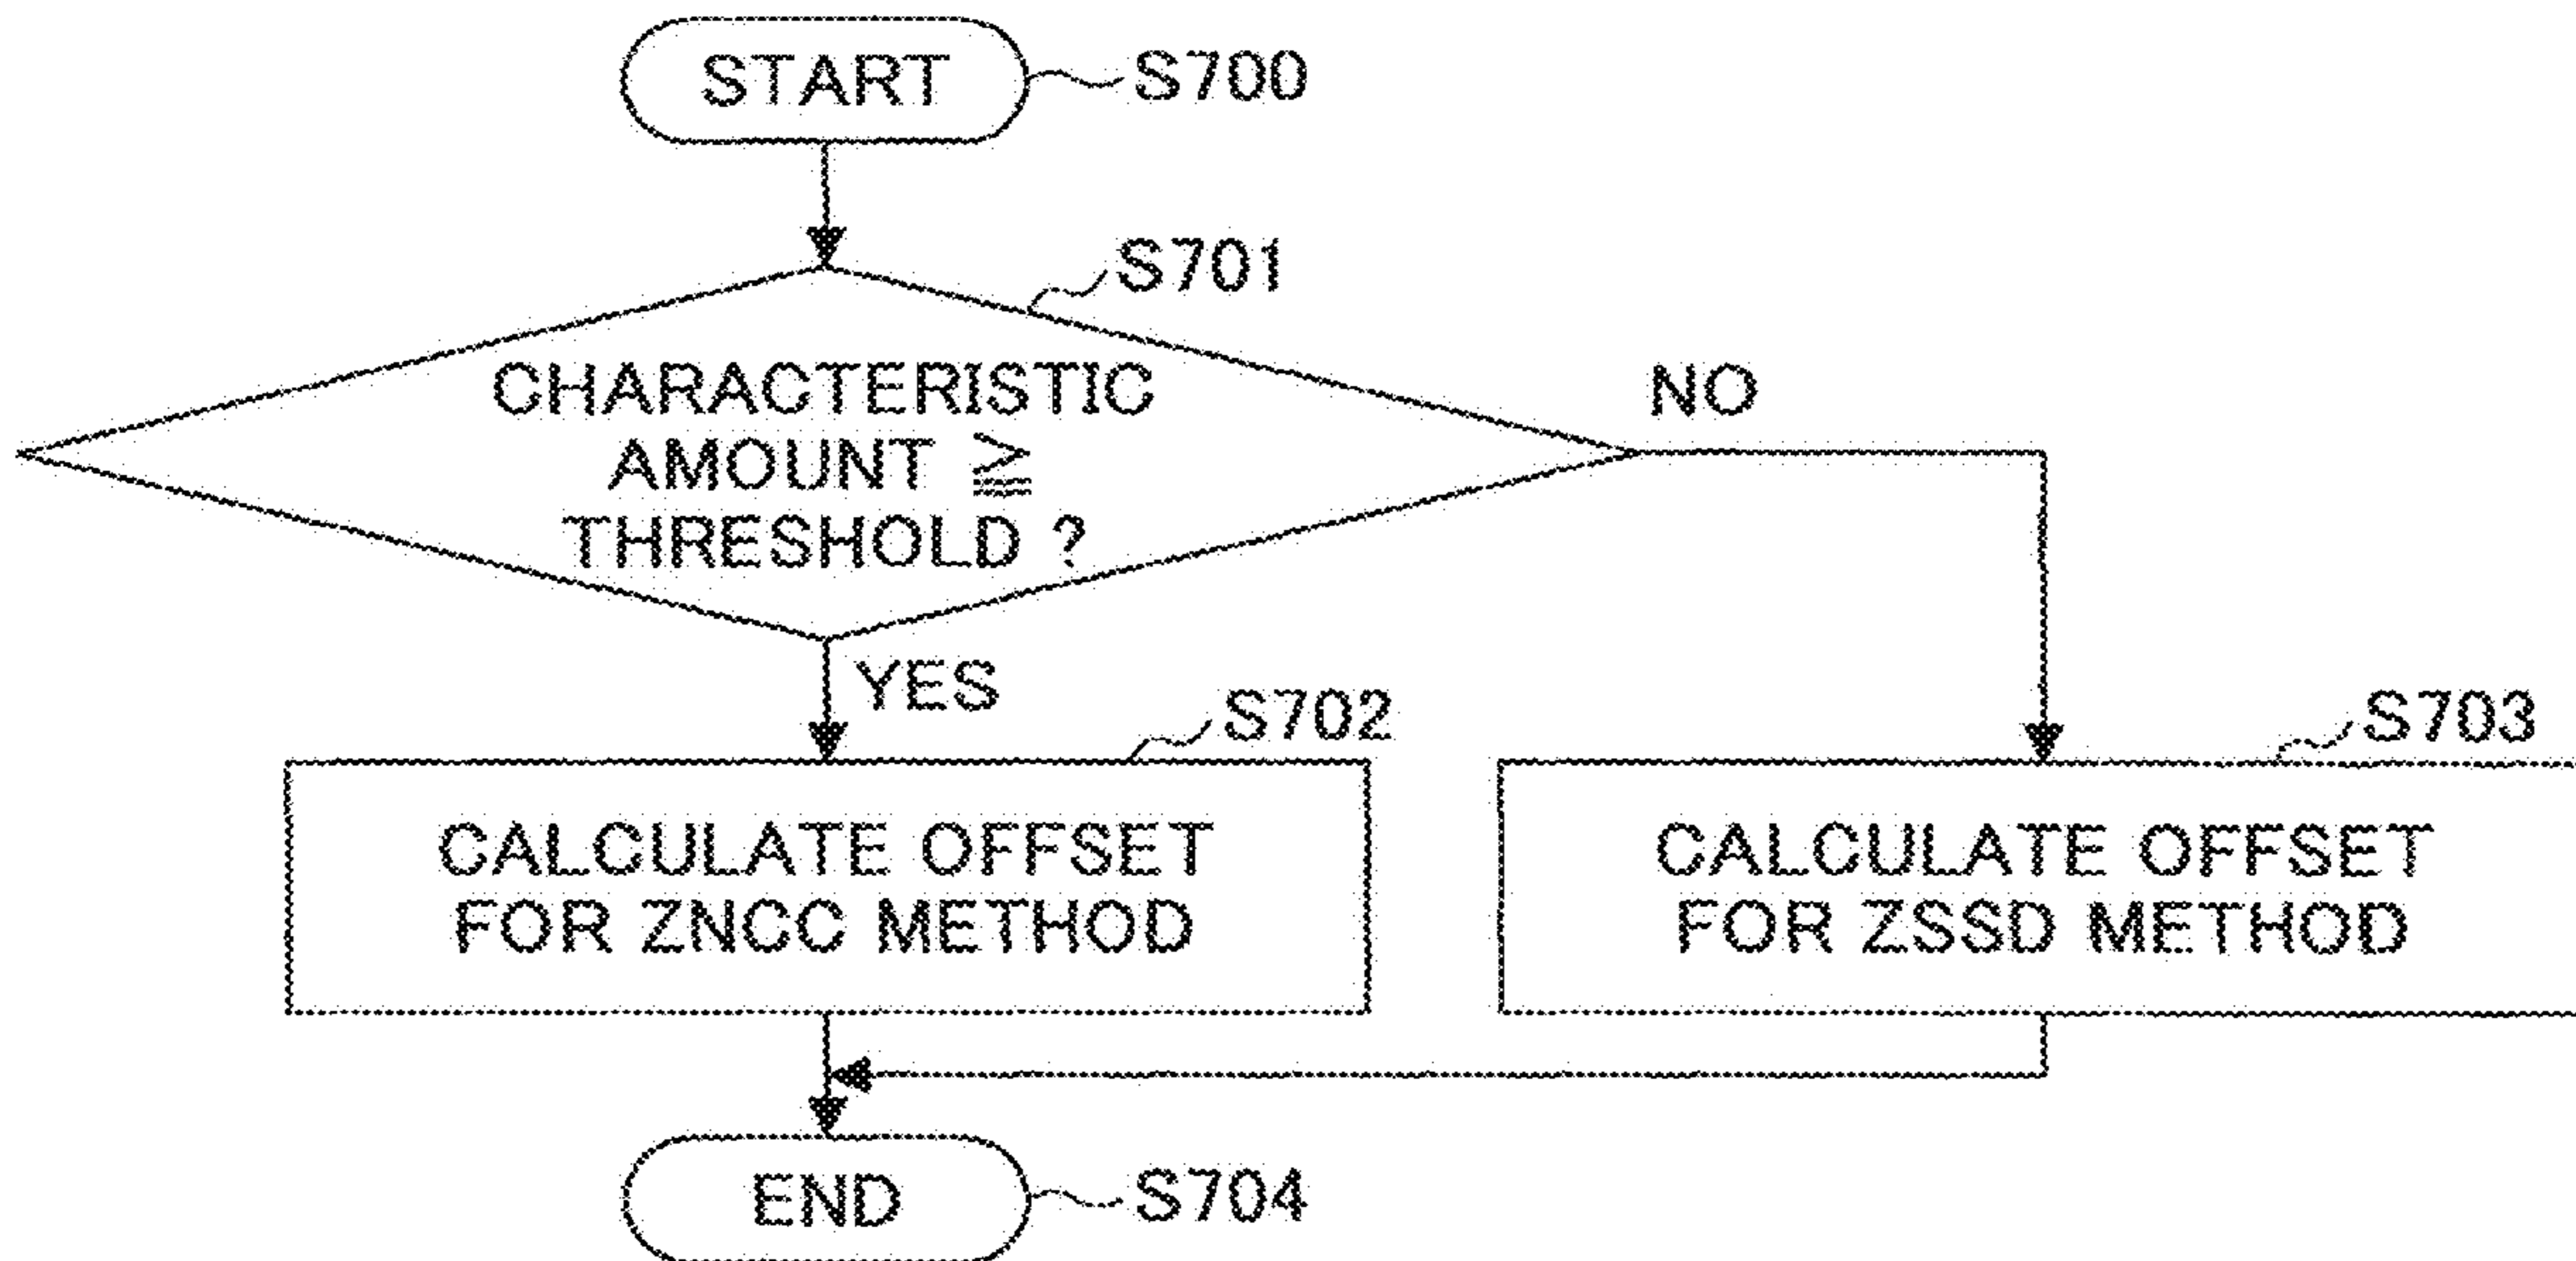 START
S700
S701
CHARACTERISTIC
AMOUNT ≧
THRESHOLD ?
NO
YES
S702
S703
CALCULATE OFFSET
FOR ZNCC METHOD
CALCULATE OFFSET
FOR ZSSD METHOD
END
S704